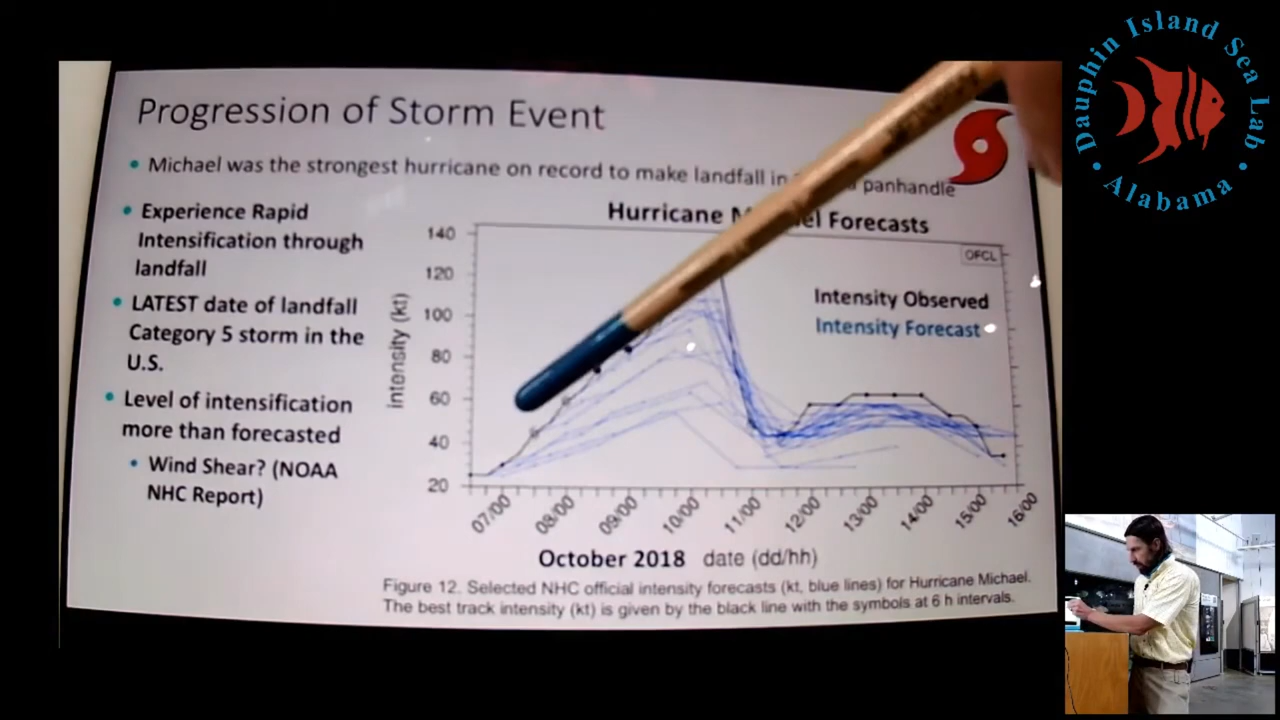 Dauphin Island Sea Lab
• Alabama •
Progression of Storm Event
• Michael was the strongest hurricane on record to make landfall in panhandle
• Experience Rapid
Intensification through
landfall
• LATEST date of landfall
Category 5 storm in the
U.S.
• Level of intensification
more than forecasted
• Wind Shear? (NOAA
NHC Report)
Hurricane Forecasts
OFCL
Intensity Observed
Intensity Forecast
Intensity (kt)
140
120
100
80
60
40
20
07/00 08/00 09/00 10/00 11/00 12/00 13/00 14/00 15/00 16/00
October 2018 date (dd/hh)
Figure 12. Selected NHC official intensity forecasts (kt, blue lines) for Hurricane Michael.
The best track intensity (kt) is given by the black line with the symbols at 6 h intervals.